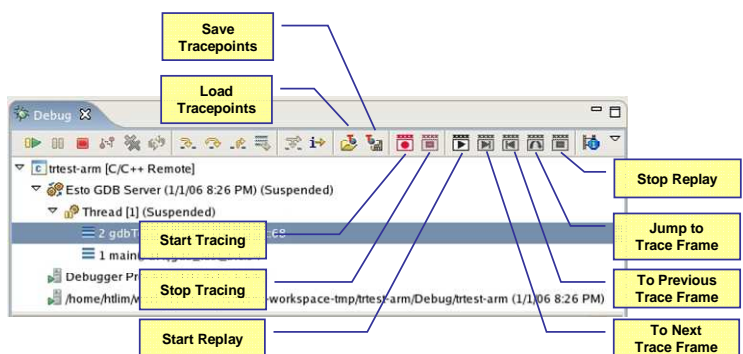 Save
Tracepoints
Load
Tracepoints
Debug
trtest-arm [C/C++ Remote]
Esto GDB Server (1/1/06 8:26 PM) (Suspended)
Thread [1] (Suspended)
2 gdbT
1 main
Debugger Pr
/home/htlim/ -workspace-tmp/trtest-arm/Debug/trtest-arm (1/1/06 8:26 PM)
Start Tracing
Stop Tracing
Start Replay
Stop Replay
Jump to
Trace Frame
To Previous
Trace Frame
To Next
Trace Frame